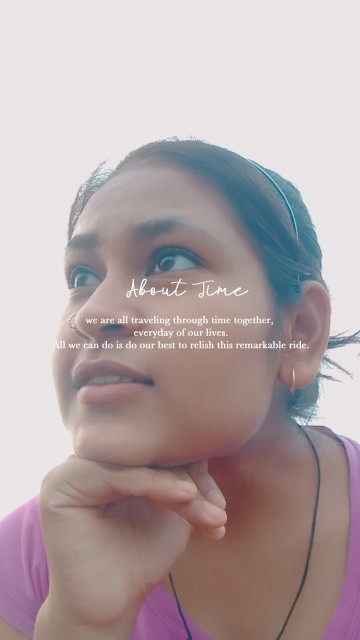 About Time
we are all traveling through time together,
everyday of our lives.
All we can do is do our best to relish this remarkable ride.